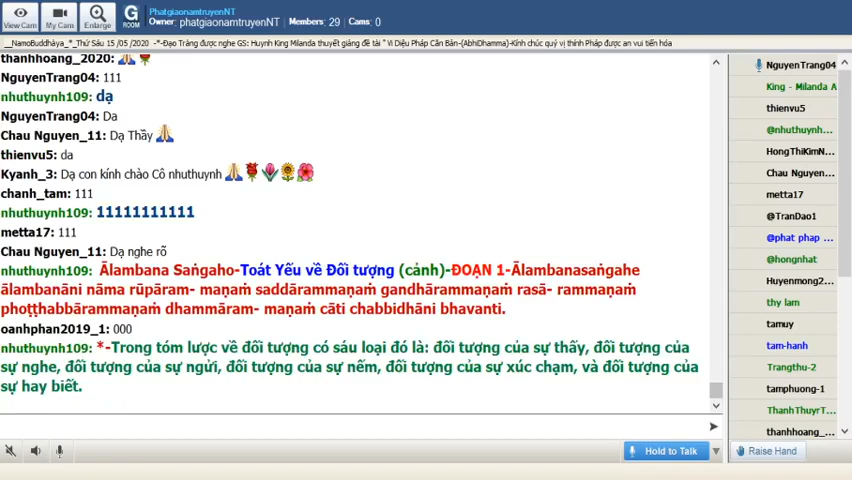 PhatgiaonamtruyenNT
Owner: phatgiaonamtruyenNT Members: 29 Cams: 0
View Cam My Cam Enlarge G ROOM
__NamoBuddhàya_*_Thứ Sáu 15 /05 /2020 -*-Đạo Tràng được nghe GS: Huynh King Milanda thuyết giảng đề tài " Vi Diệu Pháp Căn Bản-(AbhiDhamma)-Kính chúc quý vị thính Pháp được an vui tiến hóa
thanhhoang_2020:
NguyenTrang04: 111
nhuthuynh109: dạ
NguyenTrang04: Da
Chau Nguyen_11: Dạ Thầy
thienvu5: da
Kyanh_3: Dạ con kính chào Cô nhuthuynh
chanh_tam: 111
nhuthuynh109: 11111111111
metta17: 111
Chau Nguyen_11: Dạ nghe rõ
nhuthuynh109: Ālambana Saṅgaho-Toát Yếu về Đối tượng (cảnh)-ĐOẠN 1-Ālambanasaṅgahe
ālambanāni nāma rūpāram- maṇaṁ saddārammaṇaṁ gandhārammaṇaṁ rasā- rammaṇaṁ
phoṭṭhabbārammaṇaṁ dhammāram- maṇaṁ cāti chabbidhāni bhavanti.
oanhphan2019_1: 000
nhuthuynh109: *-Trong tóm lược về đối tượng có sáu loại đó là: đối tượng của sự thấy, đối tượng của
sự nghe, đối tượng của sự ngửi, đối tượng của sự nếm, đối tượng của sự xúc chạm, và đối tượng của
sự hay biết.
Hold to Talk
Raise Hand
NguyenTrang04
King - Milanda A
thienvu5
@nhuthuynh...
HongThiKimN...
Chau Nguyen...
metta17
@TranDao1
@phat phap ...
@hongnhat
Huyenmong2...
thy lam
tamuy
tam-hanh
Trangthu-2
tamphuong-1
ThanhThuyrT...
thanhhoang_...